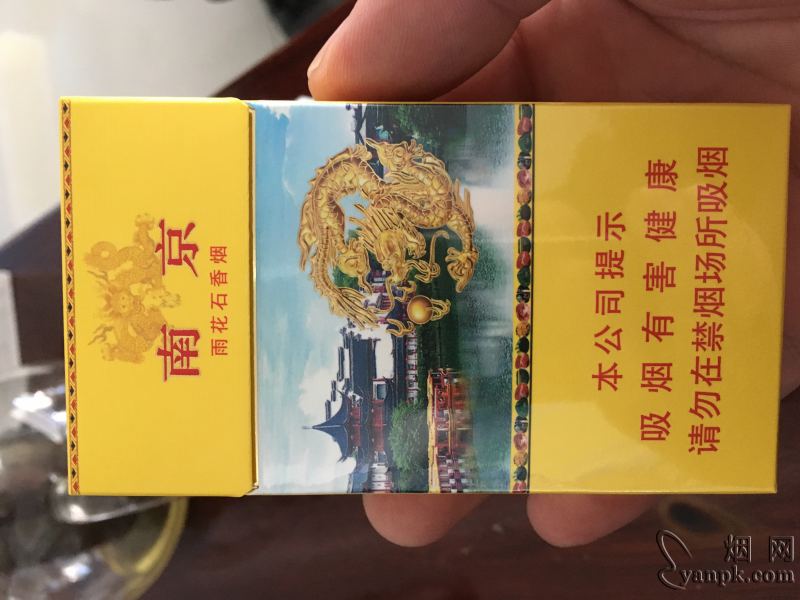 南京
雨花石香烟
本公司提示
吸烟有害健康
请勿在禁烟场所吸烟
烟网
yanpk.com